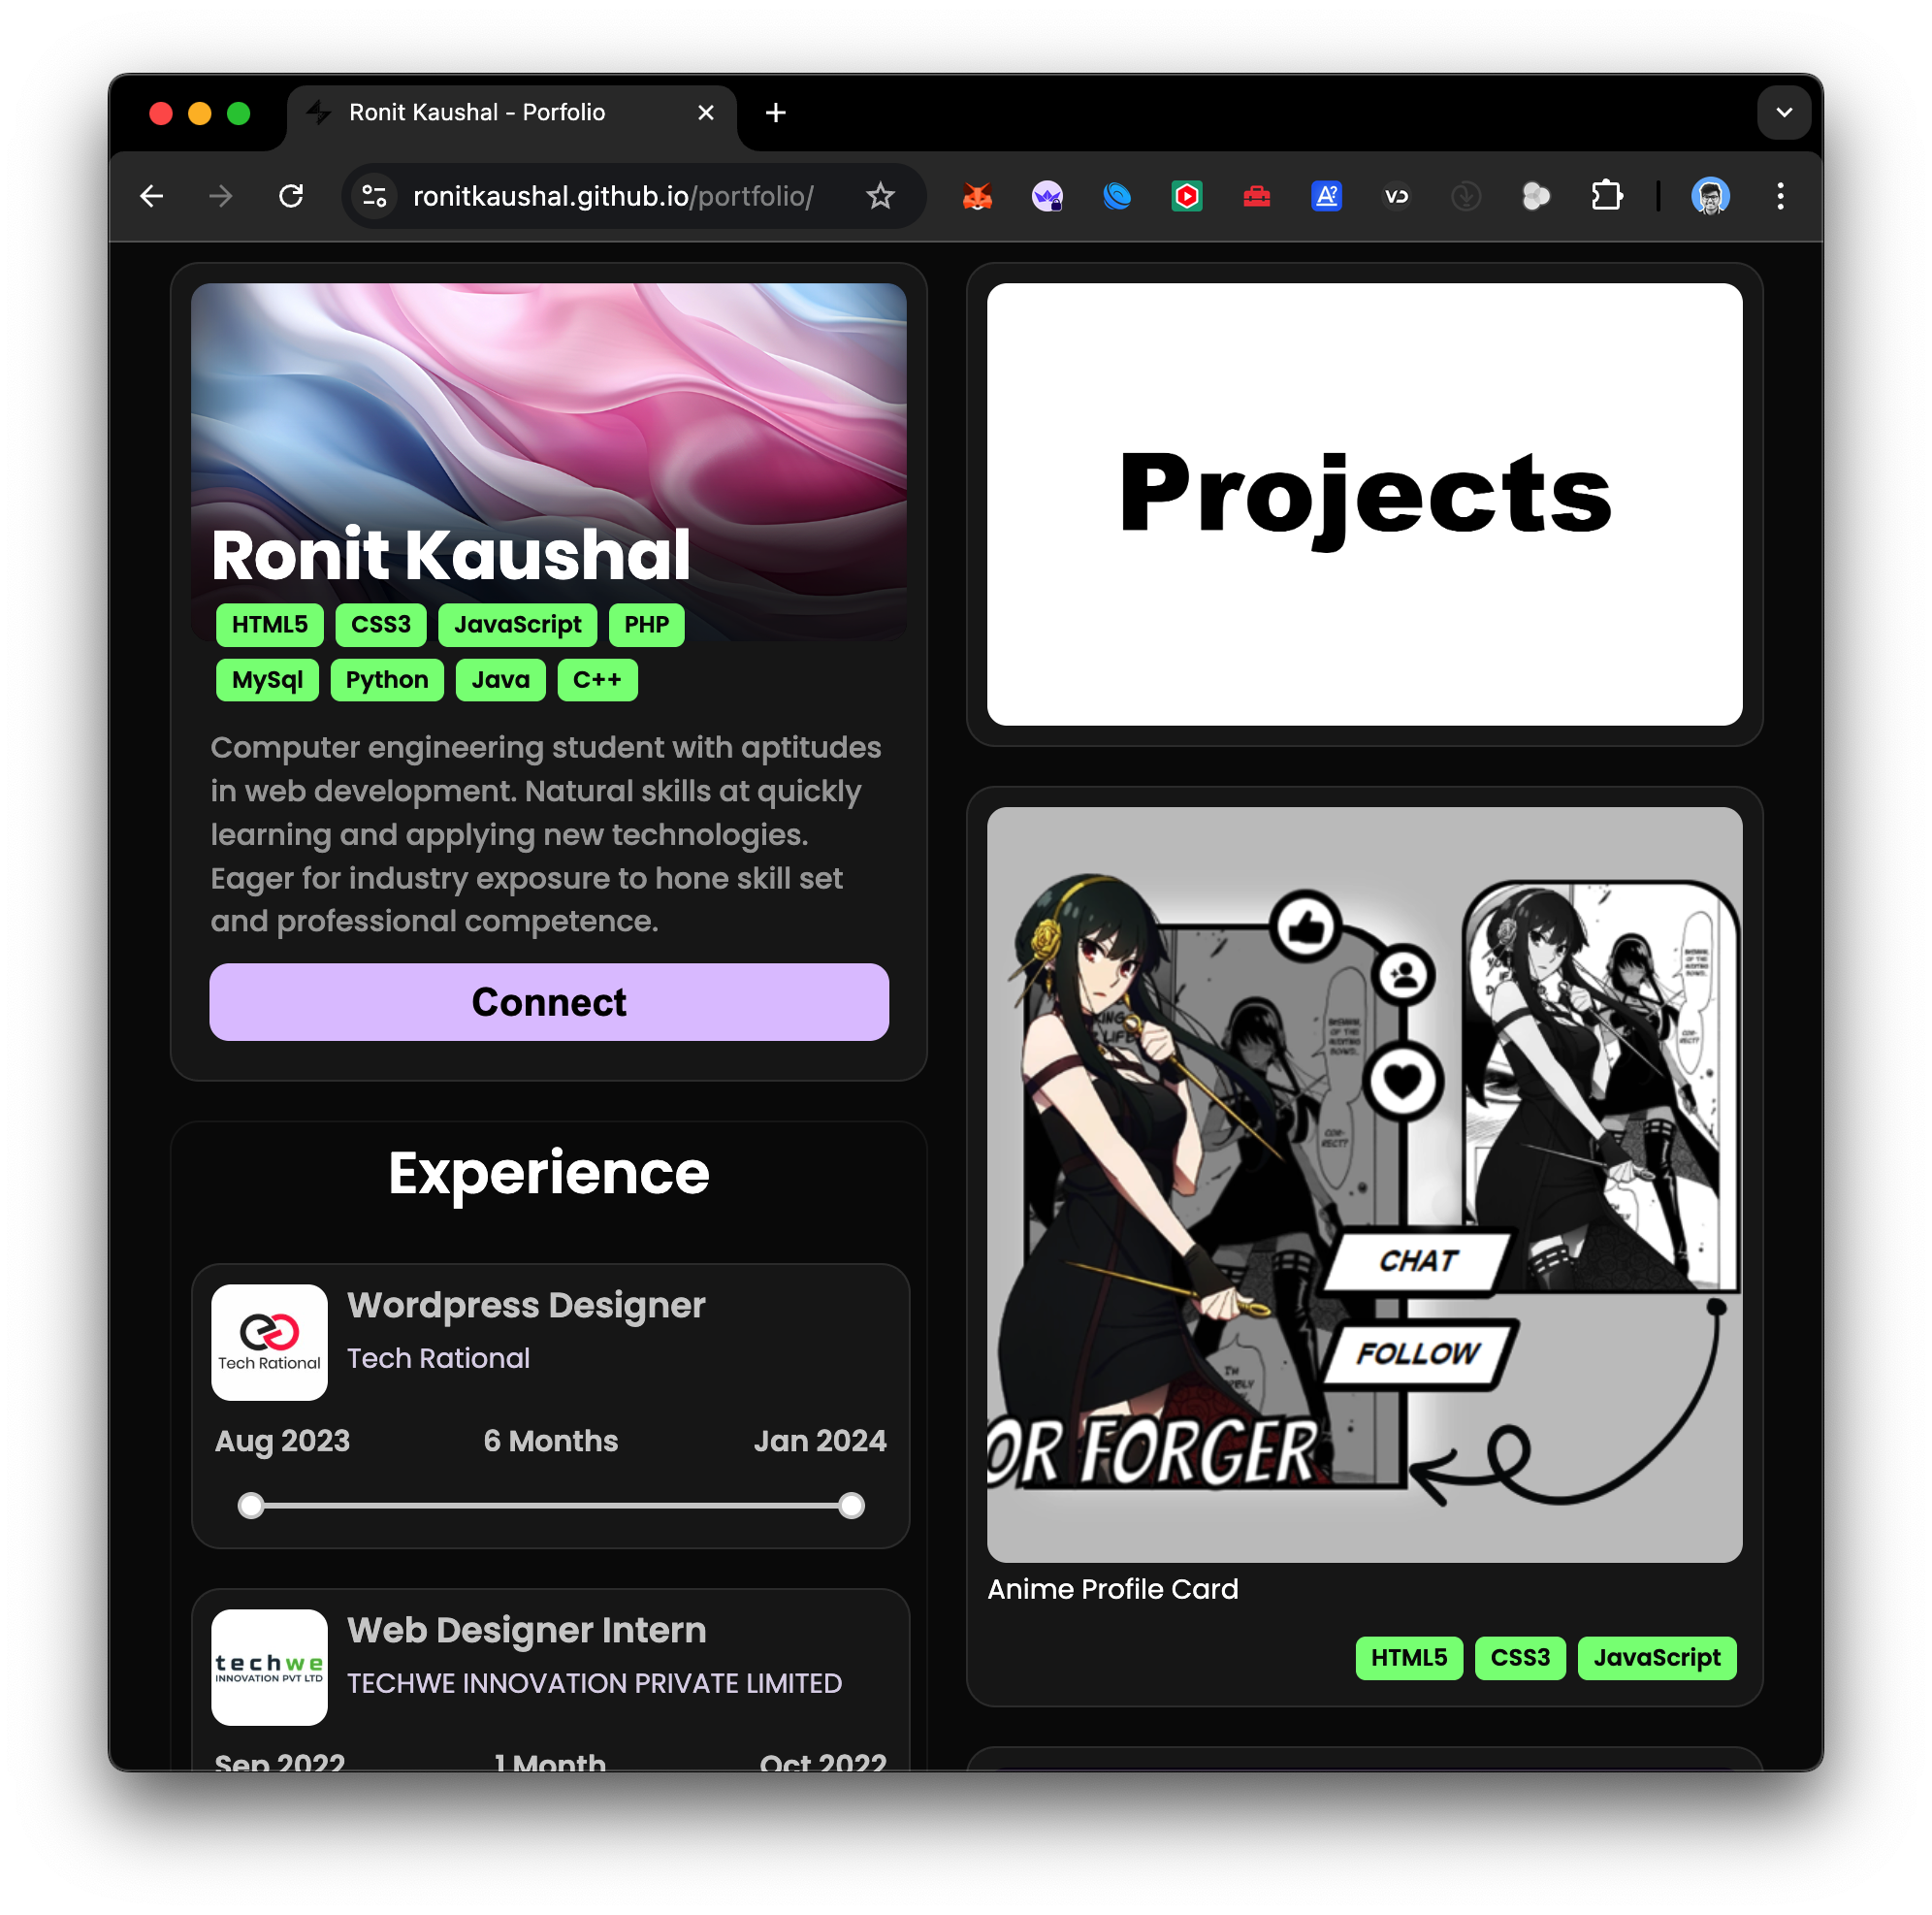 Ronit Kaushal - Porfolio
ronitkaushal.github.io/portfolio/
Ronit Kaushal
HTML5 CSS3 JavaScript PHP
MySql Python Java C++
Computer engineering student with aptitudes
in web development. Natural skills at quickly
learning and applying new technologies.
Eager for industry exposure to hone skill set
and professional competence.
Connect
Experience
Tech Rational
Wordpress Designer
Tech Rational
Aug 2023 6 Months Jan 2024
techwe
INNOVATION PVT LTD
Web Designer Intern
TECHWE INNOVATION PRIVATE LIMITED
Sep 2022 1 Month Oct 2022
Projects
CHAT
FOLLOW
OR FORGER
Anime Profile Card
HTML5 CSS3 JavaScript